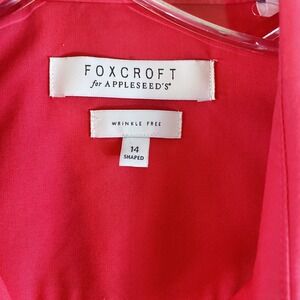 FOXCROFT
for APPLESEED'S®
WRINKLE FREE
14
SHAPED